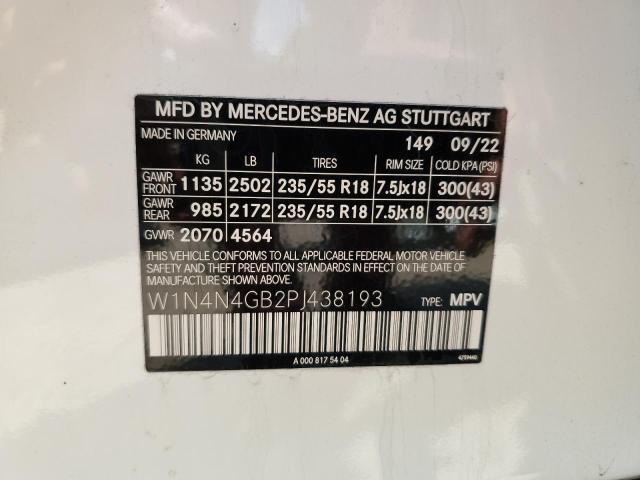 MFD BY MERCEDES-BENZ AG STUTTGART
MADE IN GERMANY 149 09/22
KG LB TIRES RIM SIZE COLD KPA(PSI)
GAWR FRONT 1135 2502 235/55 R18 7.5Jx18 300(43)
GAWR REAR 985 2172 235/55 R18 7.5Jx18 300(43)
GVWR 2070 4564
THIS VEHICLE CONFORMS TO ALL APPLICABLE FEDERAL MOTOR VEHICLE
SAFETY AND THEFT PREVENTION STANDARDS IN EFFECT ON THE DATE OF
MANUFACTURE SHOWN ABOVE.
W1N4N4GB2PJ438193 TYPE: MPV
A 000 817 54 04